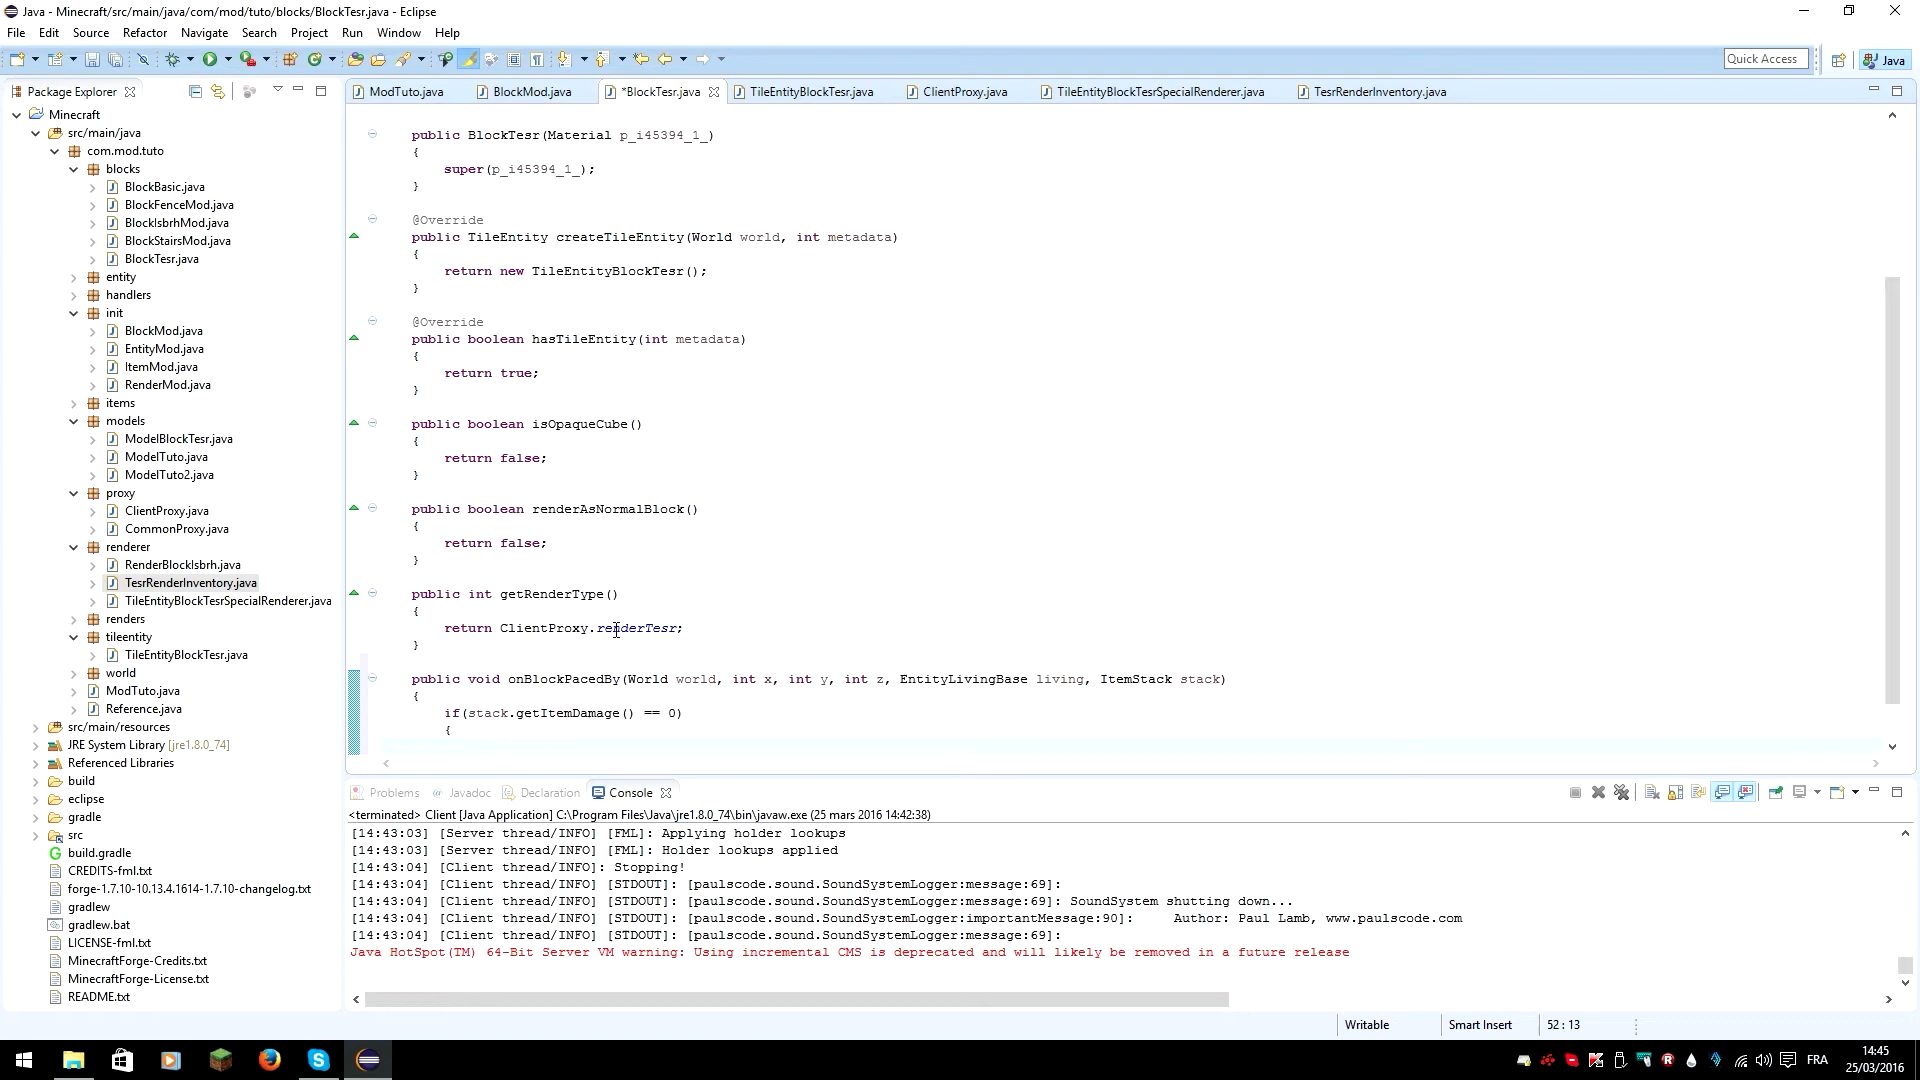 Java - Minecraft/src/main/java/com/mod/tuto/blocks/BlockTesr.java - Eclipse
File Edit Source Refactor Navigate Search Project Run Window Help
Quick Access
Java
Package Explorer
ModTuto.java
BlockMod.java
*BlockTesr.java
TileEntityBlockTesr.java
ClientProxy.java
TileEntityBlockTesrSpecialRenderer.java
TesrRenderInventory.java
Minecraft
src/main/java
com.mod.tuto
blocks
BlockBasic.java
BlockFenceMod.java
BlockIsbrhMod.java
BlockStairsMod.java
BlockTesr.java
entity
handlers
init
BlockMod.java
EntityMod.java
ItemMod.java
RenderMod.java
items
models
ModelBlockTesr.java
ModelTuto.java
ModelTuto2.java
proxy
ClientProxy.java
CommonProxy.java
renderer
RenderBlockIsbrh.java
TesrRenderInventory.java
TileEntityBlockTesrSpecialRenderer.java
renders
tileentity
TileEntityBlockTesr.java
world
ModTuto.java
Reference.java
src/main/resources
JRE System Library [jre1.8.0_74]
Referenced Libraries
build
eclipse
gradle
src
build.gradle
CREDITS-fml.txt
forge-1.7.10-10.13.4.1614-1.7.10-changelog.txt
gradlew
gradlew.bat
LICENSE-fml.txt
MinecraftForge-Credits.txt
MinecraftForge-License.txt
README.txt
public BlockTesr(Material p_i45394_1_)
{
super(p_i45394_1_);
}
@Override
public TileEntity createTileEntity(World world, int metadata)
{
return new TileEntityBlockTesr();
}
@Override
public boolean hasTileEntity(int metadata)
{
return true;
}
public boolean isOpaqueCube()
{
return false;
}
public boolean renderAsNormalBlock()
{
return false;
}
public int getRenderType()
{
return ClientProxy.renderTesr;
}
public void onBlockPacedBy(World world, int x, int y, int z, EntityLivingBase living, ItemStack stack)
{
if(stack.getItemDamage() == 0)
{
Problems Javadoc Declaration Console
<terminated> Client [Java Application] C:\Program Files\Java\jre1.8.0_74\bin\javaw.exe (25 mars 2016 14:42:38)
[14:43:03] [Server thread/INFO] [FML]: Applying holder lookups
[14:43:03] [Server thread/INFO] [FML]: Holder lookups applied
[14:43:04] [Client thread/INFO]: Stopping!
[14:43:04] [Client thread/INFO] [STDOUT]: [paulscode.sound.SoundSystemLogger:message:69]:
[14:43:04] [Client thread/INFO] [STDOUT]: [paulscode.sound.SoundSystemLogger:message:69]: SoundSystem shutting down...
[14:43:04] [Client thread/INFO] [STDOUT]: [paulscode.sound.SoundSystemLogger:importantMessage:90]: Author: Paul Lamb, www.paulscode.com
[14:43:04] [Client thread/INFO] [STDOUT]: [paulscode.sound.SoundSystemLogger:message:69]:
Java HotSpot(TM) 64-Bit Server VM warning: Using incremental CMS is deprecated and will likely be removed in a future release
Writable Smart Insert 52 : 13
FRA
14:45
25/03/2016